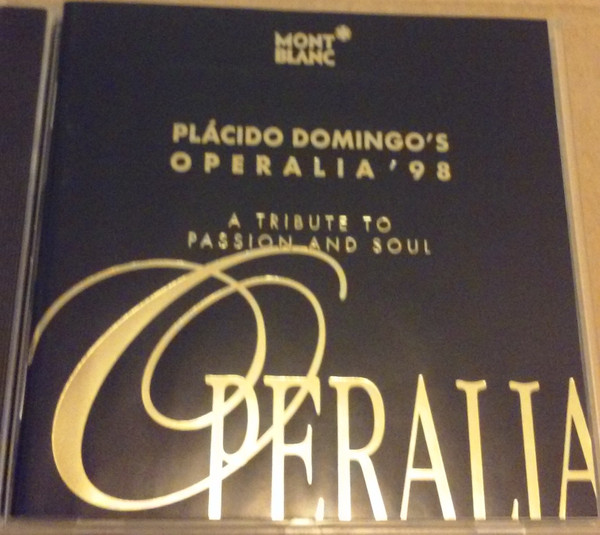 MONT
BLANC
PLÁCIDO DOMINGO'S
OPERALIA '98
A TRIBUTE TO
PASSION AND SOUL
OPERALIA